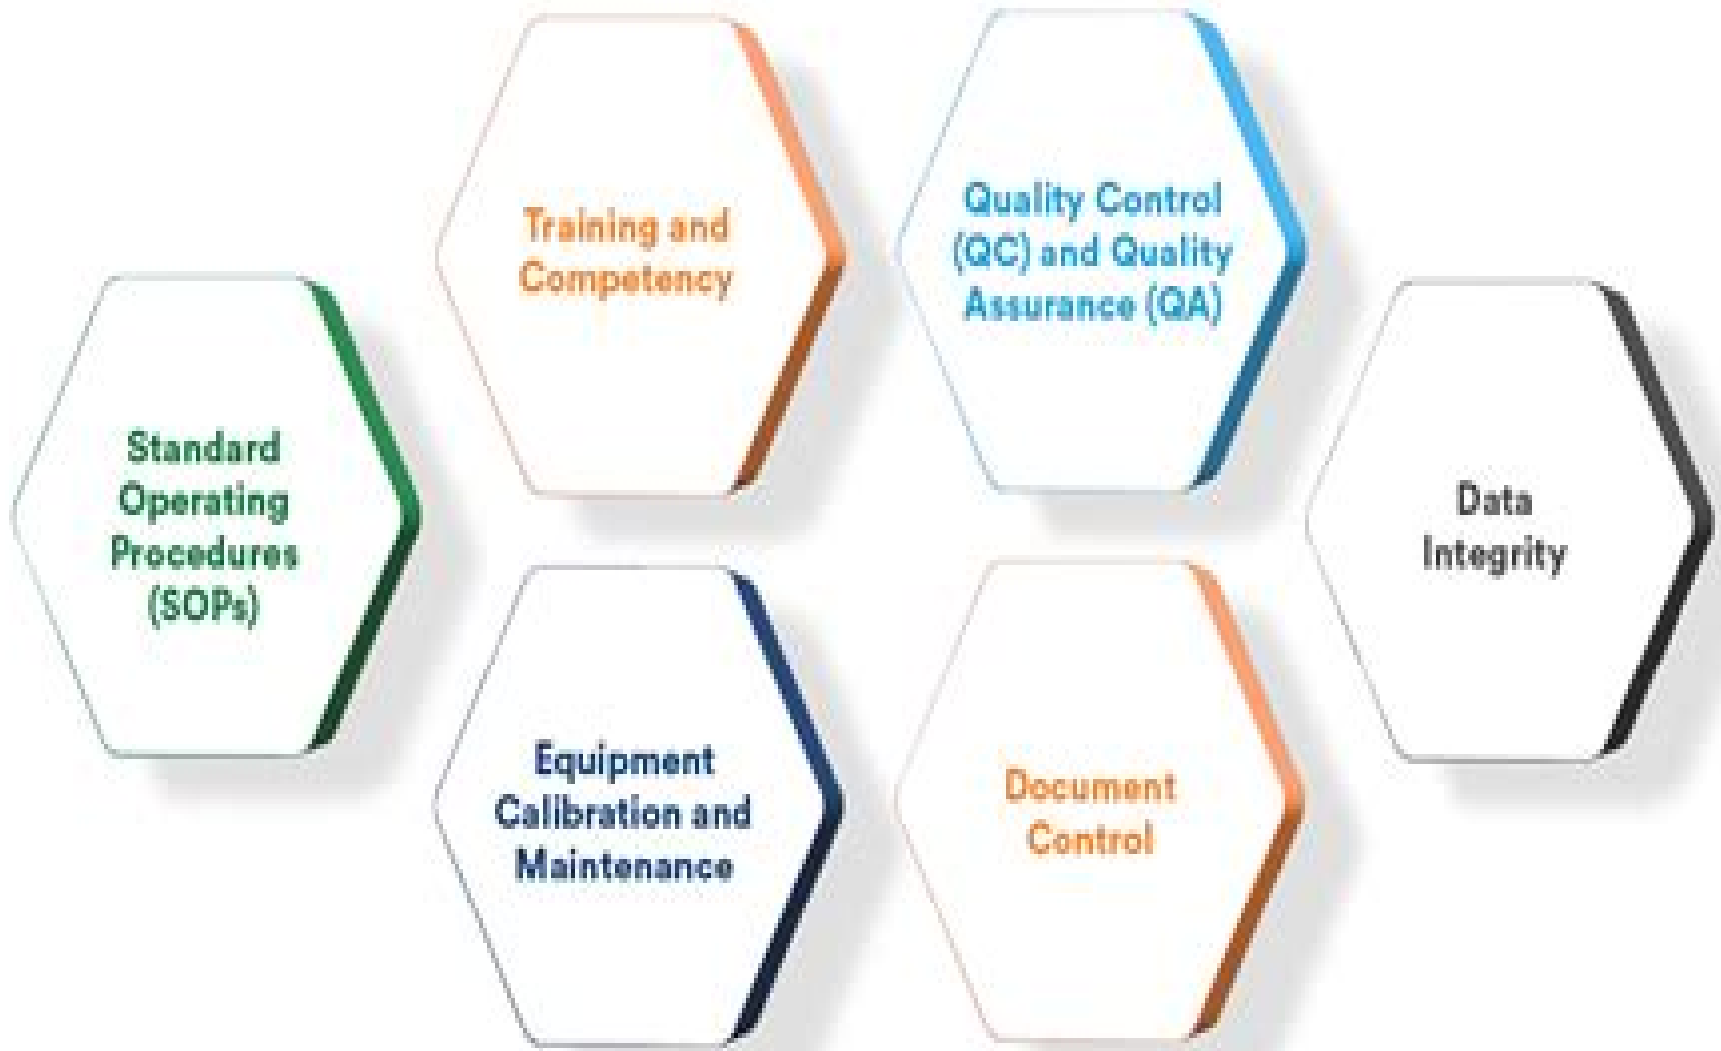 Training and
Competency
Quality Control
(QC) and Quality
Assurance (QA)
Standard
Operating
Procedures
(SOPs)
Data
Integrity
Equipment
Calibration and
Maintenance
Document
Control